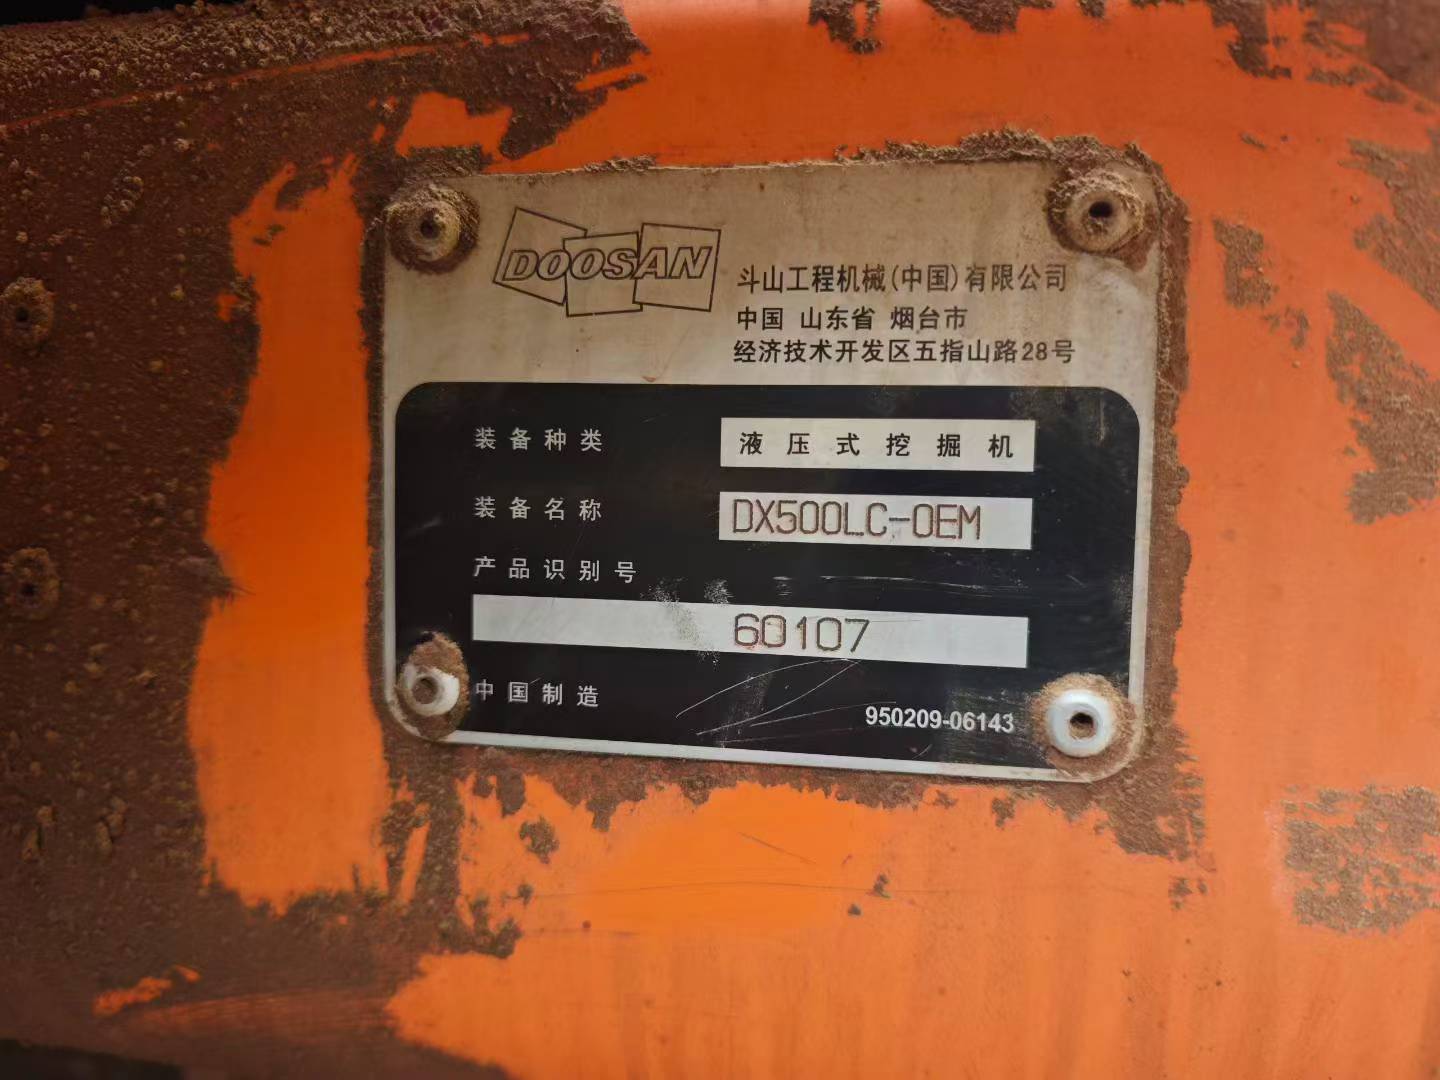 DOOSAN
斗山工程机械(中国)有限公司
中国 山东省 烟台市
经济技术开发区五指山路28号
装备种类 液压式挖掘机
装备名称 DX500LC-OEM
产品识别号
60107
中国制造 950209-06143